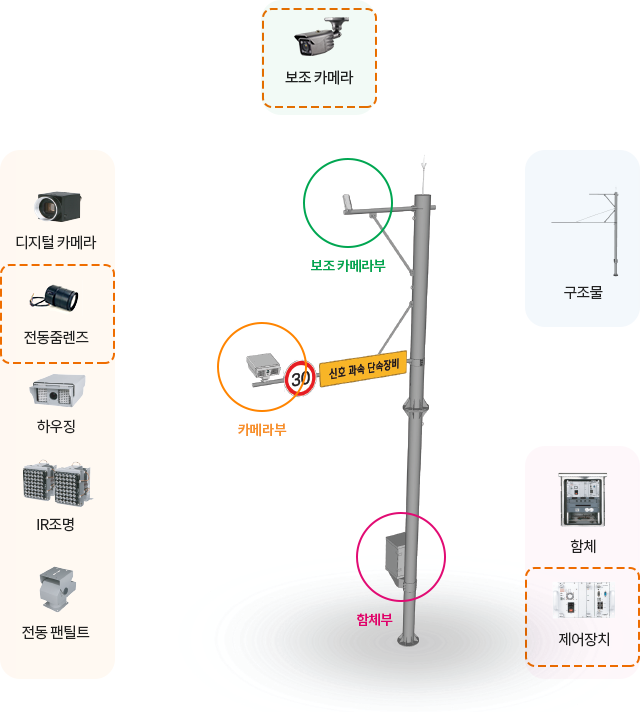 보조 카메라
디지털 카메라
전동줌렌즈
하우징
IR조명
전동 팬틸트
보조 카메라부
30
신호 과속 단속장비
카메라부
함체부
구조물
함체
제어장치